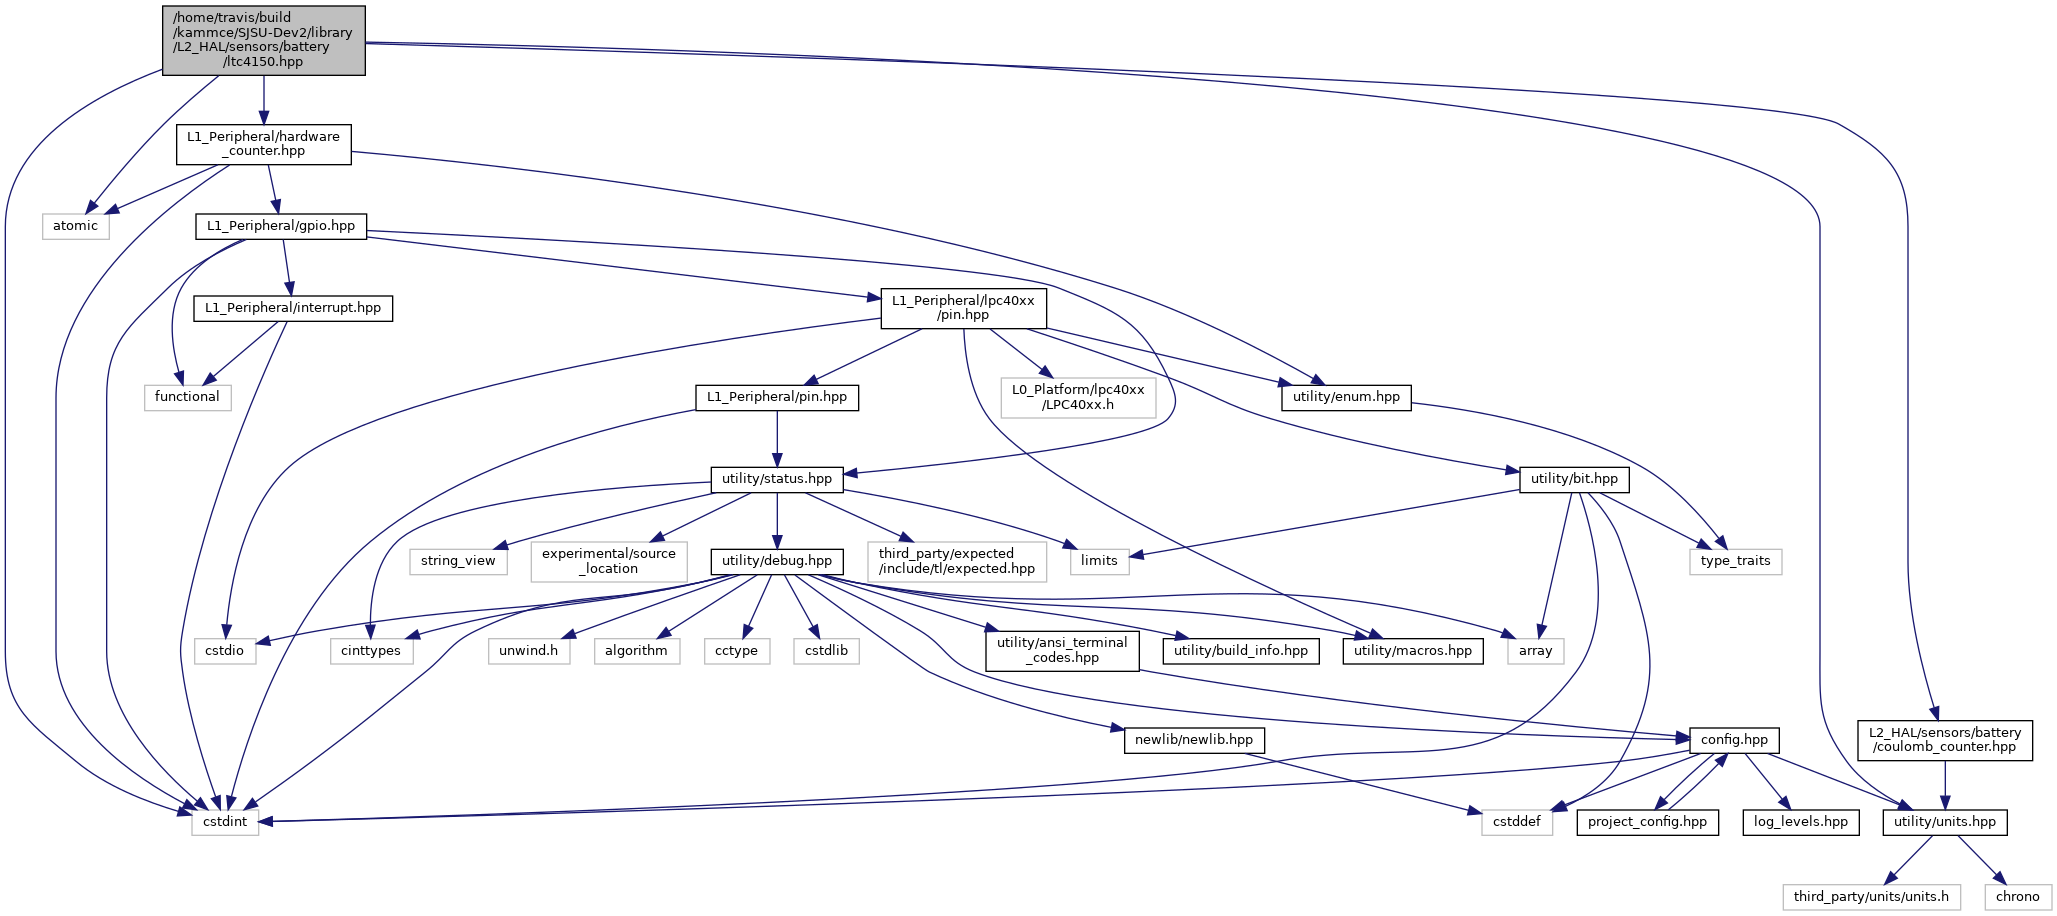 /home/travis/build
/kammce/SJSU-Dev2/library
/L2_HAL/sensors/battery
/ltc4150.hpp
L1_Peripheral/hardware
_counter.hpp
atomic
L1_Peripheral/gpio.hpp
L1_Peripheral/interrupt.hpp
L1_Peripheral/lpc40xx
/pin.hpp
functional
L1_Peripheral/pin.hpp
L0_Platform/lpc40xx
/LPC40xx.h
utility/enum.hpp
utility/status.hpp
utility/bit.hpp
string_view
experimental/source
_location
utility/debug.hpp
third_party/expected
/include/tl/expected.hpp
limits
type_traits
cstdio
cinttypes
unwind.h
algorithm
cctype
cstdlib
utility/ansi_terminal
_codes.hpp
utility/build_info.hpp
utility/macros.hpp
array
newlib/newlib.hpp
config.hpp
L2_HAL/sensors/battery
/coulomb_counter.hpp
cstdint
cstddef
project_config.hpp
log_levels.hpp
utility/units.hpp
third_party/units/units.h
chrono